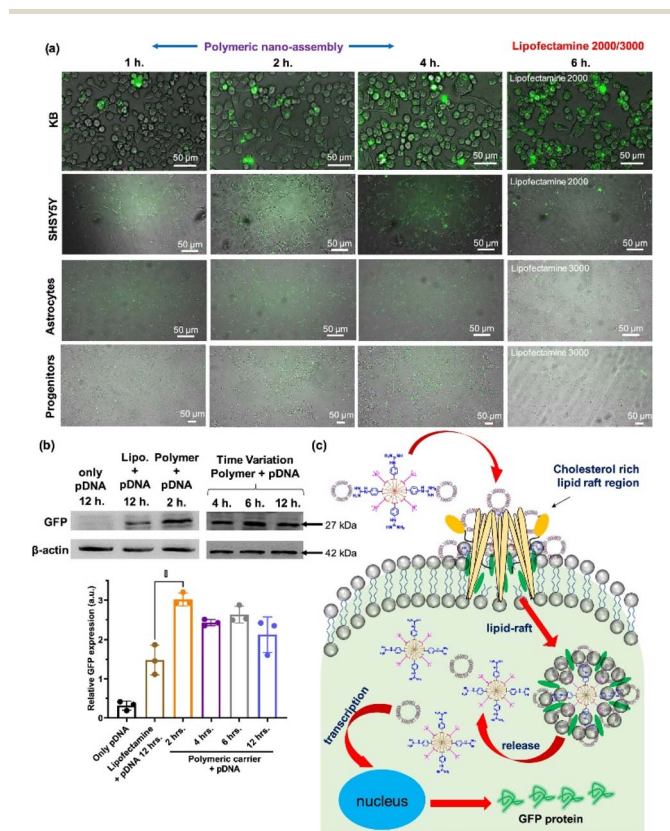 (a)
Polymeric nano-assembly
Lipofectamine 2000/3000
1 h.
2 h.
4 h.
6 h.
KB
50 µm
50 µm
50 µm
Lipofectamine 2000
50 µm
SHSY5Y
50 µm
50 µm
50 µm
Lipofectamine 2000
50 µm
Astrocytes
50 µm
50 µm
50 µm
Lipofectamine 3000
50 µm
Progenitors
50 µm
50 µm
50 µm
Lipofectamine 3000
50 µm
(b)
only
pDNA
12 h.
Lipo.
+
pDNA
12 h.
Polymer
+ pDNA
2 h.
Time Variation
Polymer + pDNA
4 h.
6 h.
12 h.
GFP
27 kDa
β-actin
42 kDa
Relative GFP expression (a.u.)
4
3
2
1
0
Only pDNA
Lipofectamine
+ pDNA 12 hrs.
2 hrs.
4 hrs.
6 hrs.
12 hrs.
Polymeric carrier
+ pDNA
(c)
Cholesterol rich
lipid raft region
lipid-raft
release
transcription
nucleus
GFP protein